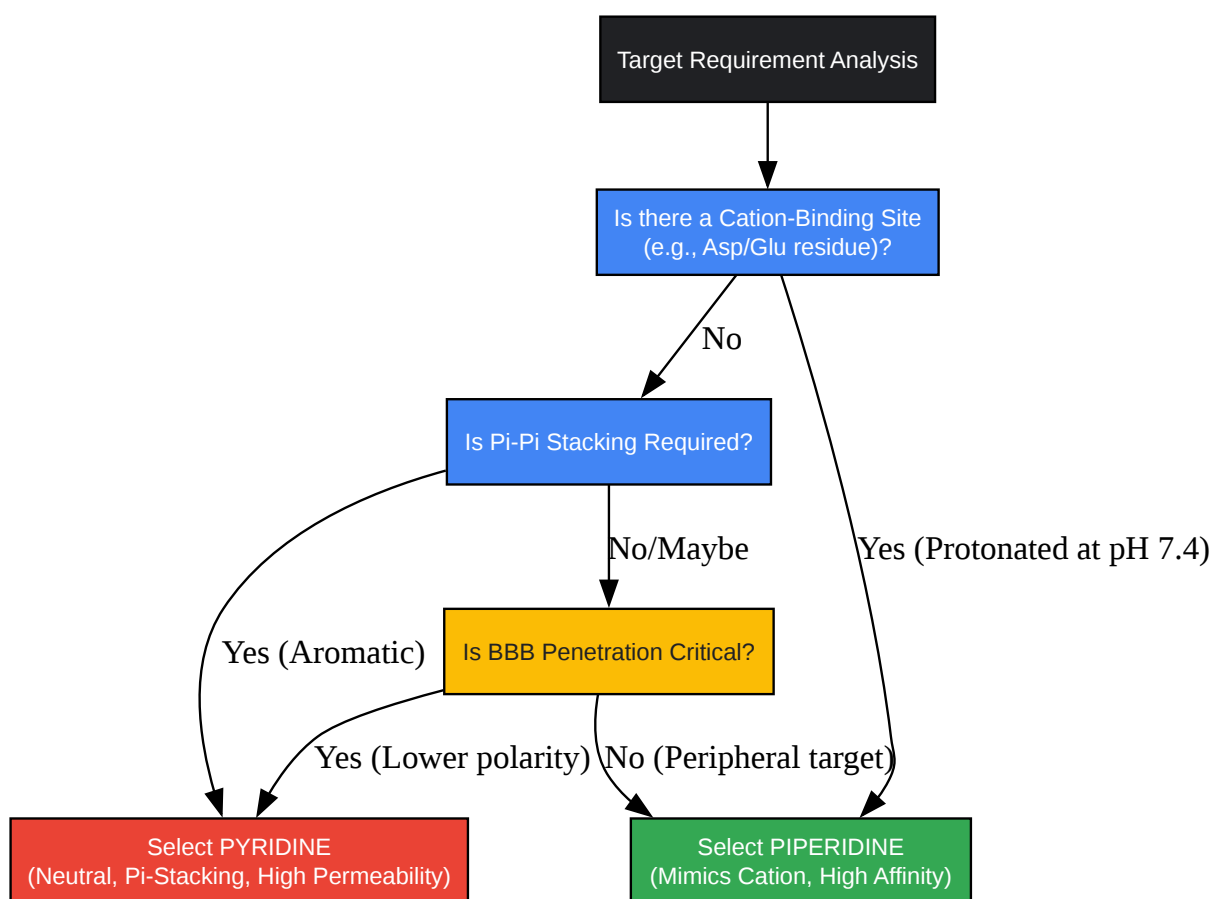 Target Requirement Analysis
Is there a Cation-Binding Site
(e.g., Asp/Glu residue)?
No
Is Pi-Pi Stacking Required?
No/Maybe
Yes (Protonated at pH 7.4)
Yes (Aromatic)
Is BBB Penetration Critical?
Yes (Lower polarity)
No (Peripheral target)
Select PYRIDINE
(Neutral, Pi-Stacking, High Permeability)
Select PIPERIDINE
(Mimics Cation, High Affinity)